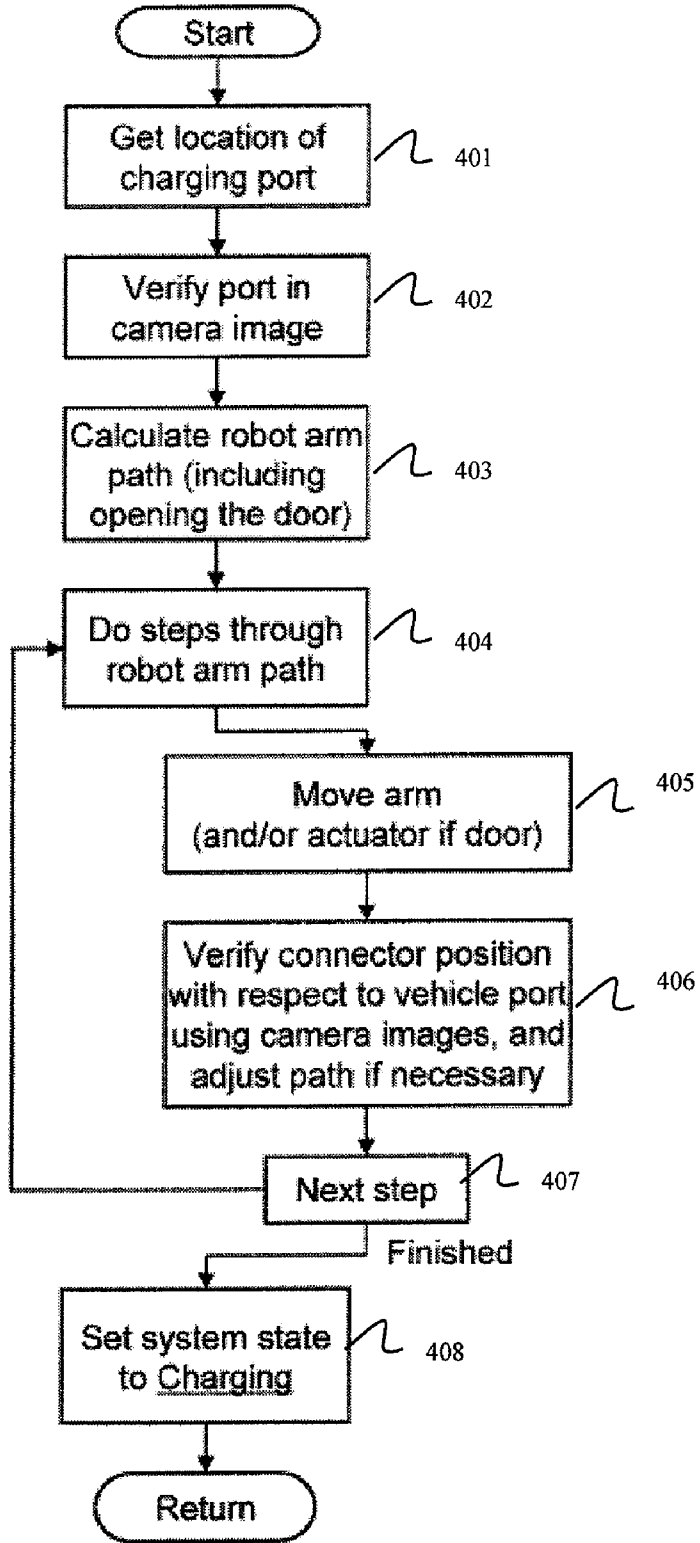 Start
Get location of
charging port
401
Verify port in
camera image
402
Calculate robot arm
path (including
opening the door)
403
Do steps through
robot arm path
404
Move arm
(and/or actuator if door)
405
Verify connector position
with respect to vehicle port
using camera images, and
adjust path if necessary
406
Next step
407
Finished
Set system state
to Charging
408
Return